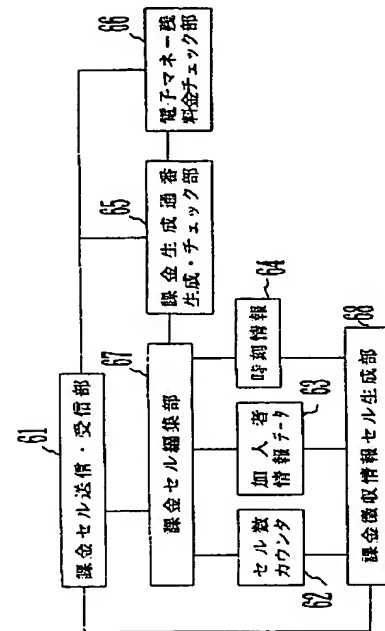 61
課金セル送信・受信部
67
課金セル編集部
65
課金生成通番
生成・チェック部
66
電子マネー残
料金チェック部
62
セル数
カウンタ
63
加入者
情報データ
64
時刻情報
68
課金徴収情報セル生成部